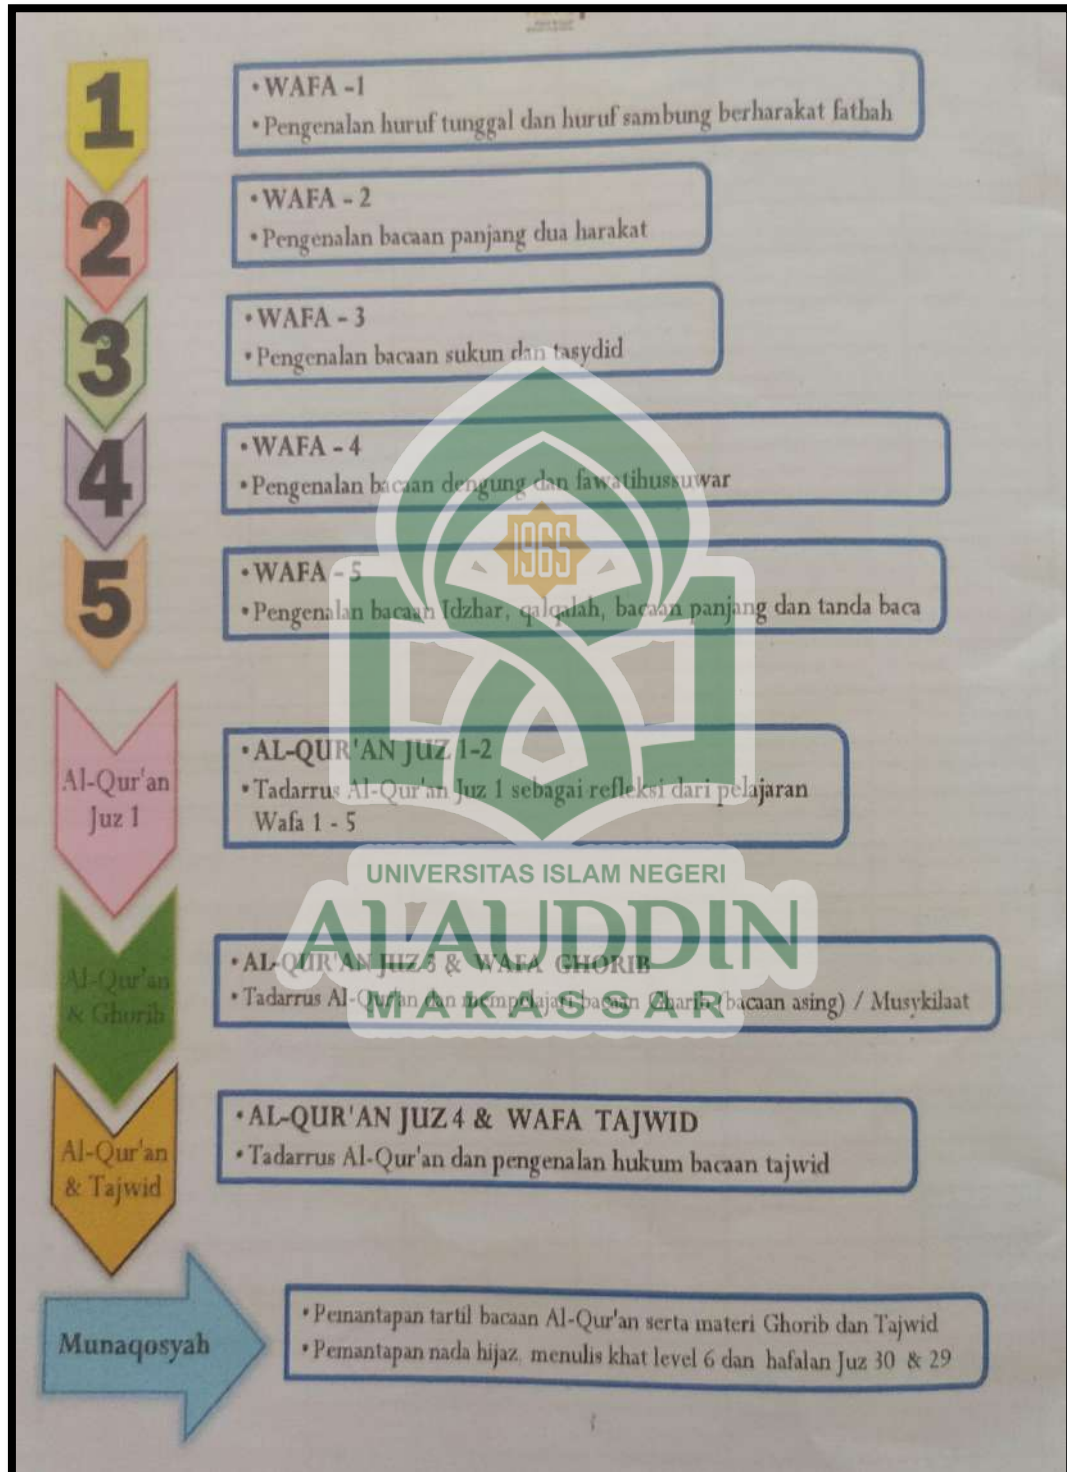 1
• WAFA -1
• Pengenalan huruf tunggal dan huruf sambung berharakat fathah
2
• WAFA - 2
• Pengenalan bacaan panjang dua harakat
3
• WAFA - 3
• Pengenalan bacaan sukun dan tasydid
4
• WAFA - 4
• Pengenalan bacaan dengung dan fawatihussuwar
1965
5
• WAFA - 5
• Pengenalan bacaan Idzhar, qalqalah, bacaan panjang dan tanda baca
Al-Qur'an
Juz 1
• AL-QUR'AN JUZ 1-2
• Tadarrus Al-Qur'an Juz 1 sebagai refleksi dari pelajaran
Wafa 1 - 5
UNIVERSITAS ISLAM NEGERI
ALAUDDIN
MAKASSAR
Al-Qur'an
& Ghorib
• AL-QUR'AN JUZ 3 & WAFA GHORIB
• Tadarrus Al-Qur'an dan mempelajari bacaan Gharib (bacaan asing) / Musykilaat
Al-Qur'an
& Tajwid
• AL-QUR'AN JUZ 4 & WAFA TAJWID
• Tadarrus Al-Qur'an dan pengenalan hukum bacaan tajwid
Munaqosyah
• Pemantapan tartil bacaan Al-Qur'an serta materi Ghorib dan Tajwid
• Pemantapan nada hijaz, menulis khat level 6 dan hafalan Juz 30 & 29